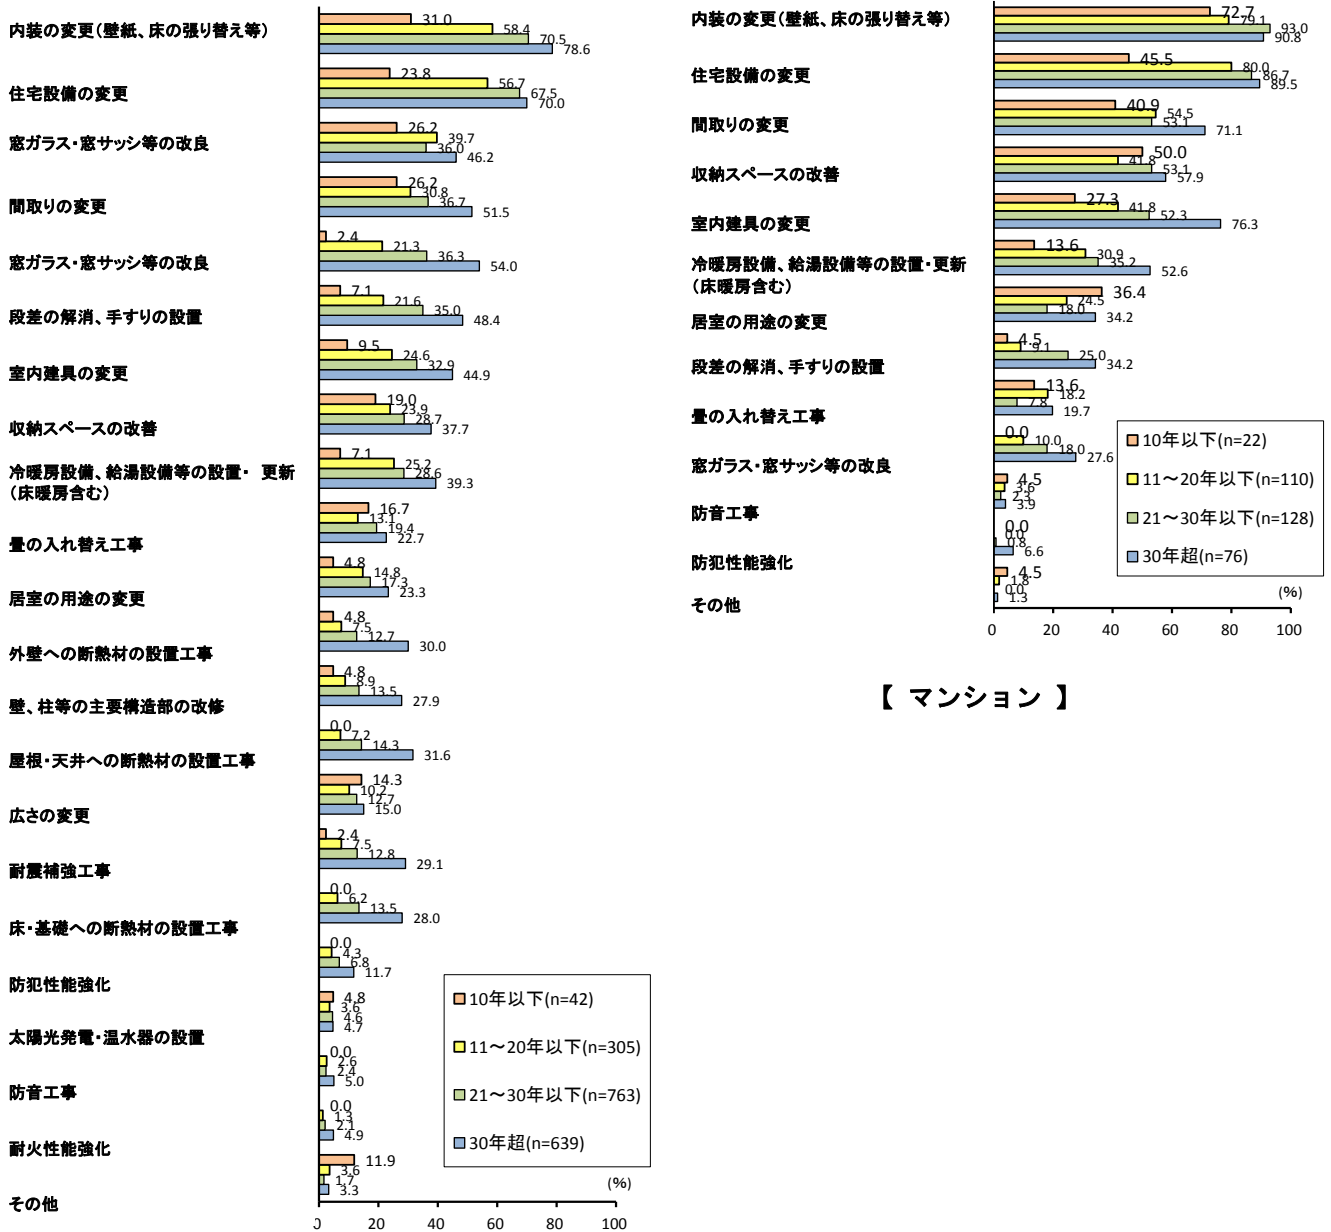 内装の変更（壁紙、床の張り替え等）
31.0
58.4
70.5
78.6
住宅設備の変更
23.8
56.7
67.5
70.0
窓ガラス・窓サッシ等の改良
26.2
39.7
36.0
46.2
間取りの変更
26.2
30.8
36.7
51.5
窓ガラス・窓サッシ等の改良
2.4
21.3
36.3
54.0
段差の解消、手すりの設置
7.1
21.6
35.0
48.4
室内建具の変更
9.5
24.6
32.9
44.9
収納スペースの改善
19.0
23.9
28.7
37.7
冷暖房設備、給湯設備等の設置・ 更新
（床暖房含む）
7.1
25.2
28.6
39.3
畳の入れ替え工事
16.7
13.1
19.4
22.7
居室の用途の変更
4.8
14.8
17.3
23.3
外壁への断熱材の設置工事
4.8
7.5
12.7
30.0
壁、柱等の主要構造部の改修
4.8
8.9
13.5
27.9
屋根・天井への断熱材の設置工事
0.0
7.2
14.3
31.6
広さの変更
14.3
10.2
12.7
15.0
耐震補強工事
2.4
7.5
12.8
29.1
床・基礎への断熱材の設置工事
0.0
6.2
13.5
28.0
防犯性能強化
0.0
4.3
6.8
11.7
太陽光発電・温水器の設置
4.8
3.6
4.6
4.7
防音工事
0.0
2.6
2.4
5.0
耐火性能強化
0.0
1.3
2.1
4.9
その他
11.9
3.6
1.7
3.3
10年以下(n=42)
11～20年以下(n=305)
21～30年以下(n=763)
30年超(n=639)
(%)
0 20 40 60 80 100
内装の変更（壁紙、床の張り替え等）
72.7
79.1
93.0
90.8
住宅設備の変更
45.5
80.0
86.7
89.5
間取りの変更
40.9
54.5
53.1
71.1
収納スペースの改善
50.0
41.8
53.1
57.9
室内建具の変更
27.3
41.8
52.3
76.3
冷暖房設備、給湯設備等の設置・更新
（床暖房含む）
13.6
30.9
35.2
52.6
居室の用途の変更
36.4
24.5
18.0
34.2
段差の解消、手すりの設置
4.5
9.1
25.0
34.2
畳の入れ替え工事
13.6
18.2
7.8
19.7
窓ガラス・窓サッシ等の改良
0.0
10.0
18.0
27.6
防音工事
4.5
3.6
2.3
3.9
防犯性能強化
0.0
0.0
0.8
6.6
その他
4.5
1.8
0.0
1.3
10年以下(n=22)
11～20年以下(n=110)
21～30年以下(n=128)
30年超(n=76)
(%)
0 20 40 60 80 100
【 マンション 】